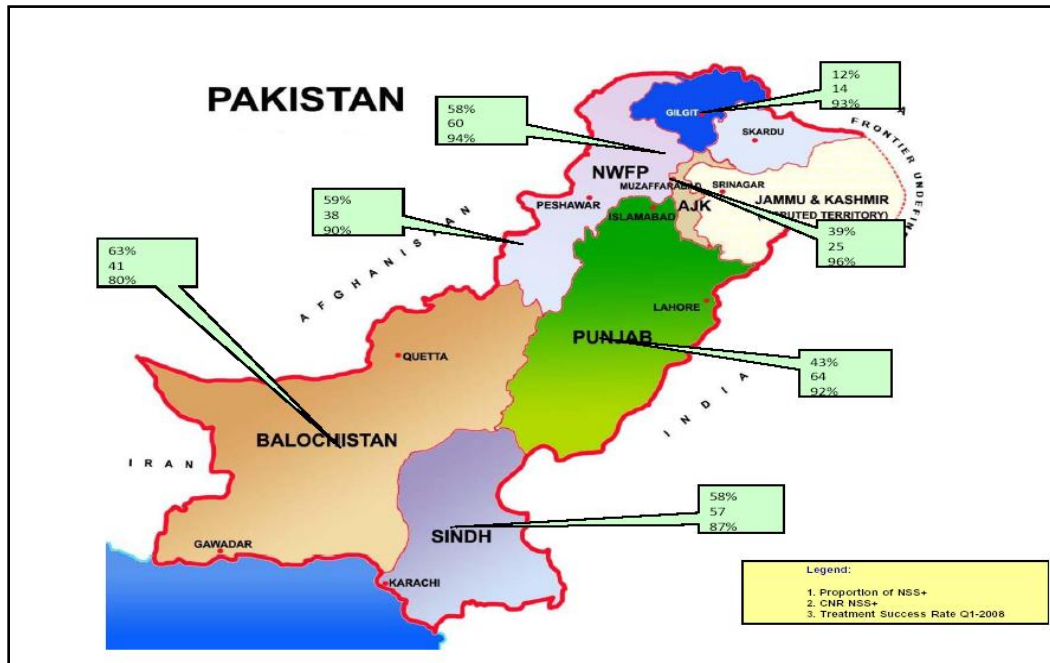 PAKISTAN
12%
14
93%
58%
60
94%
GILGIT
SKARDU
FRONTIER UNDEFIN
NWFP
MUZAFFARABAD
SRINAGAR
JAMMU & KASHMIR
PUTED TERRITORY)
AJK
PESHAWAR
ISLAMABAD
59%
38
90%
39%
25
96%
AFGHANISTAN
63%
41
80%
LAHORE
PUNJAB
QUETTA
43%
64
92%
INDIA
BALOCHISTAN
IRAN
58%
57
87%
SINDH
GAWADAR
KARACHI
Legend:
1. Proportion of NSS+
2. CNR NSS+
3. Treatment Success Rate Q1-2008